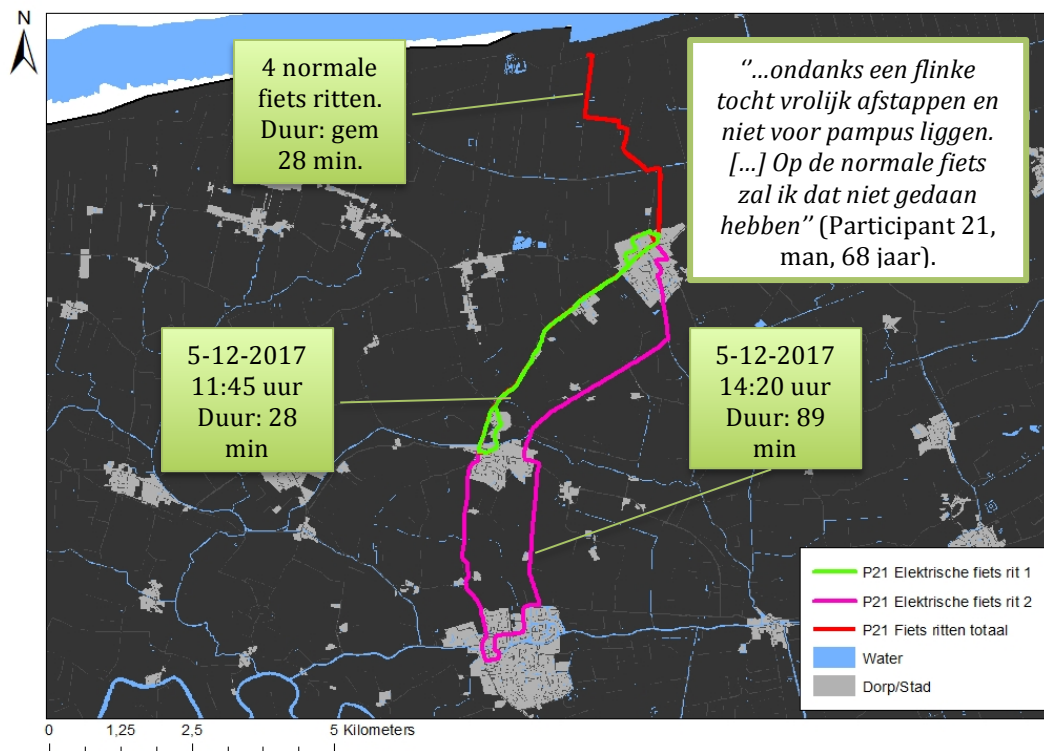 N
4 normale
fiets ritten.
Duur: gem
28 min.
‘’...ondanks een flinke
tocht vrolijk afstappen en
niet voor pampus liggen.
[...] Op de normale fiets
zal ik dat niet gedaan
hebben’’ (Participant 21,
man, 68 jaar).
5-12-2017
11:45 uur
Duur: 28
min
5-12-2017
14:20 uur
Duur: 89
min
P21 Elektrische fiets rit 1
P21 Elektrische fiets rit 2
P21 Fiets ritten totaal
Water
Dorp/Stad
0 1,25 2,5 5 Kilometers